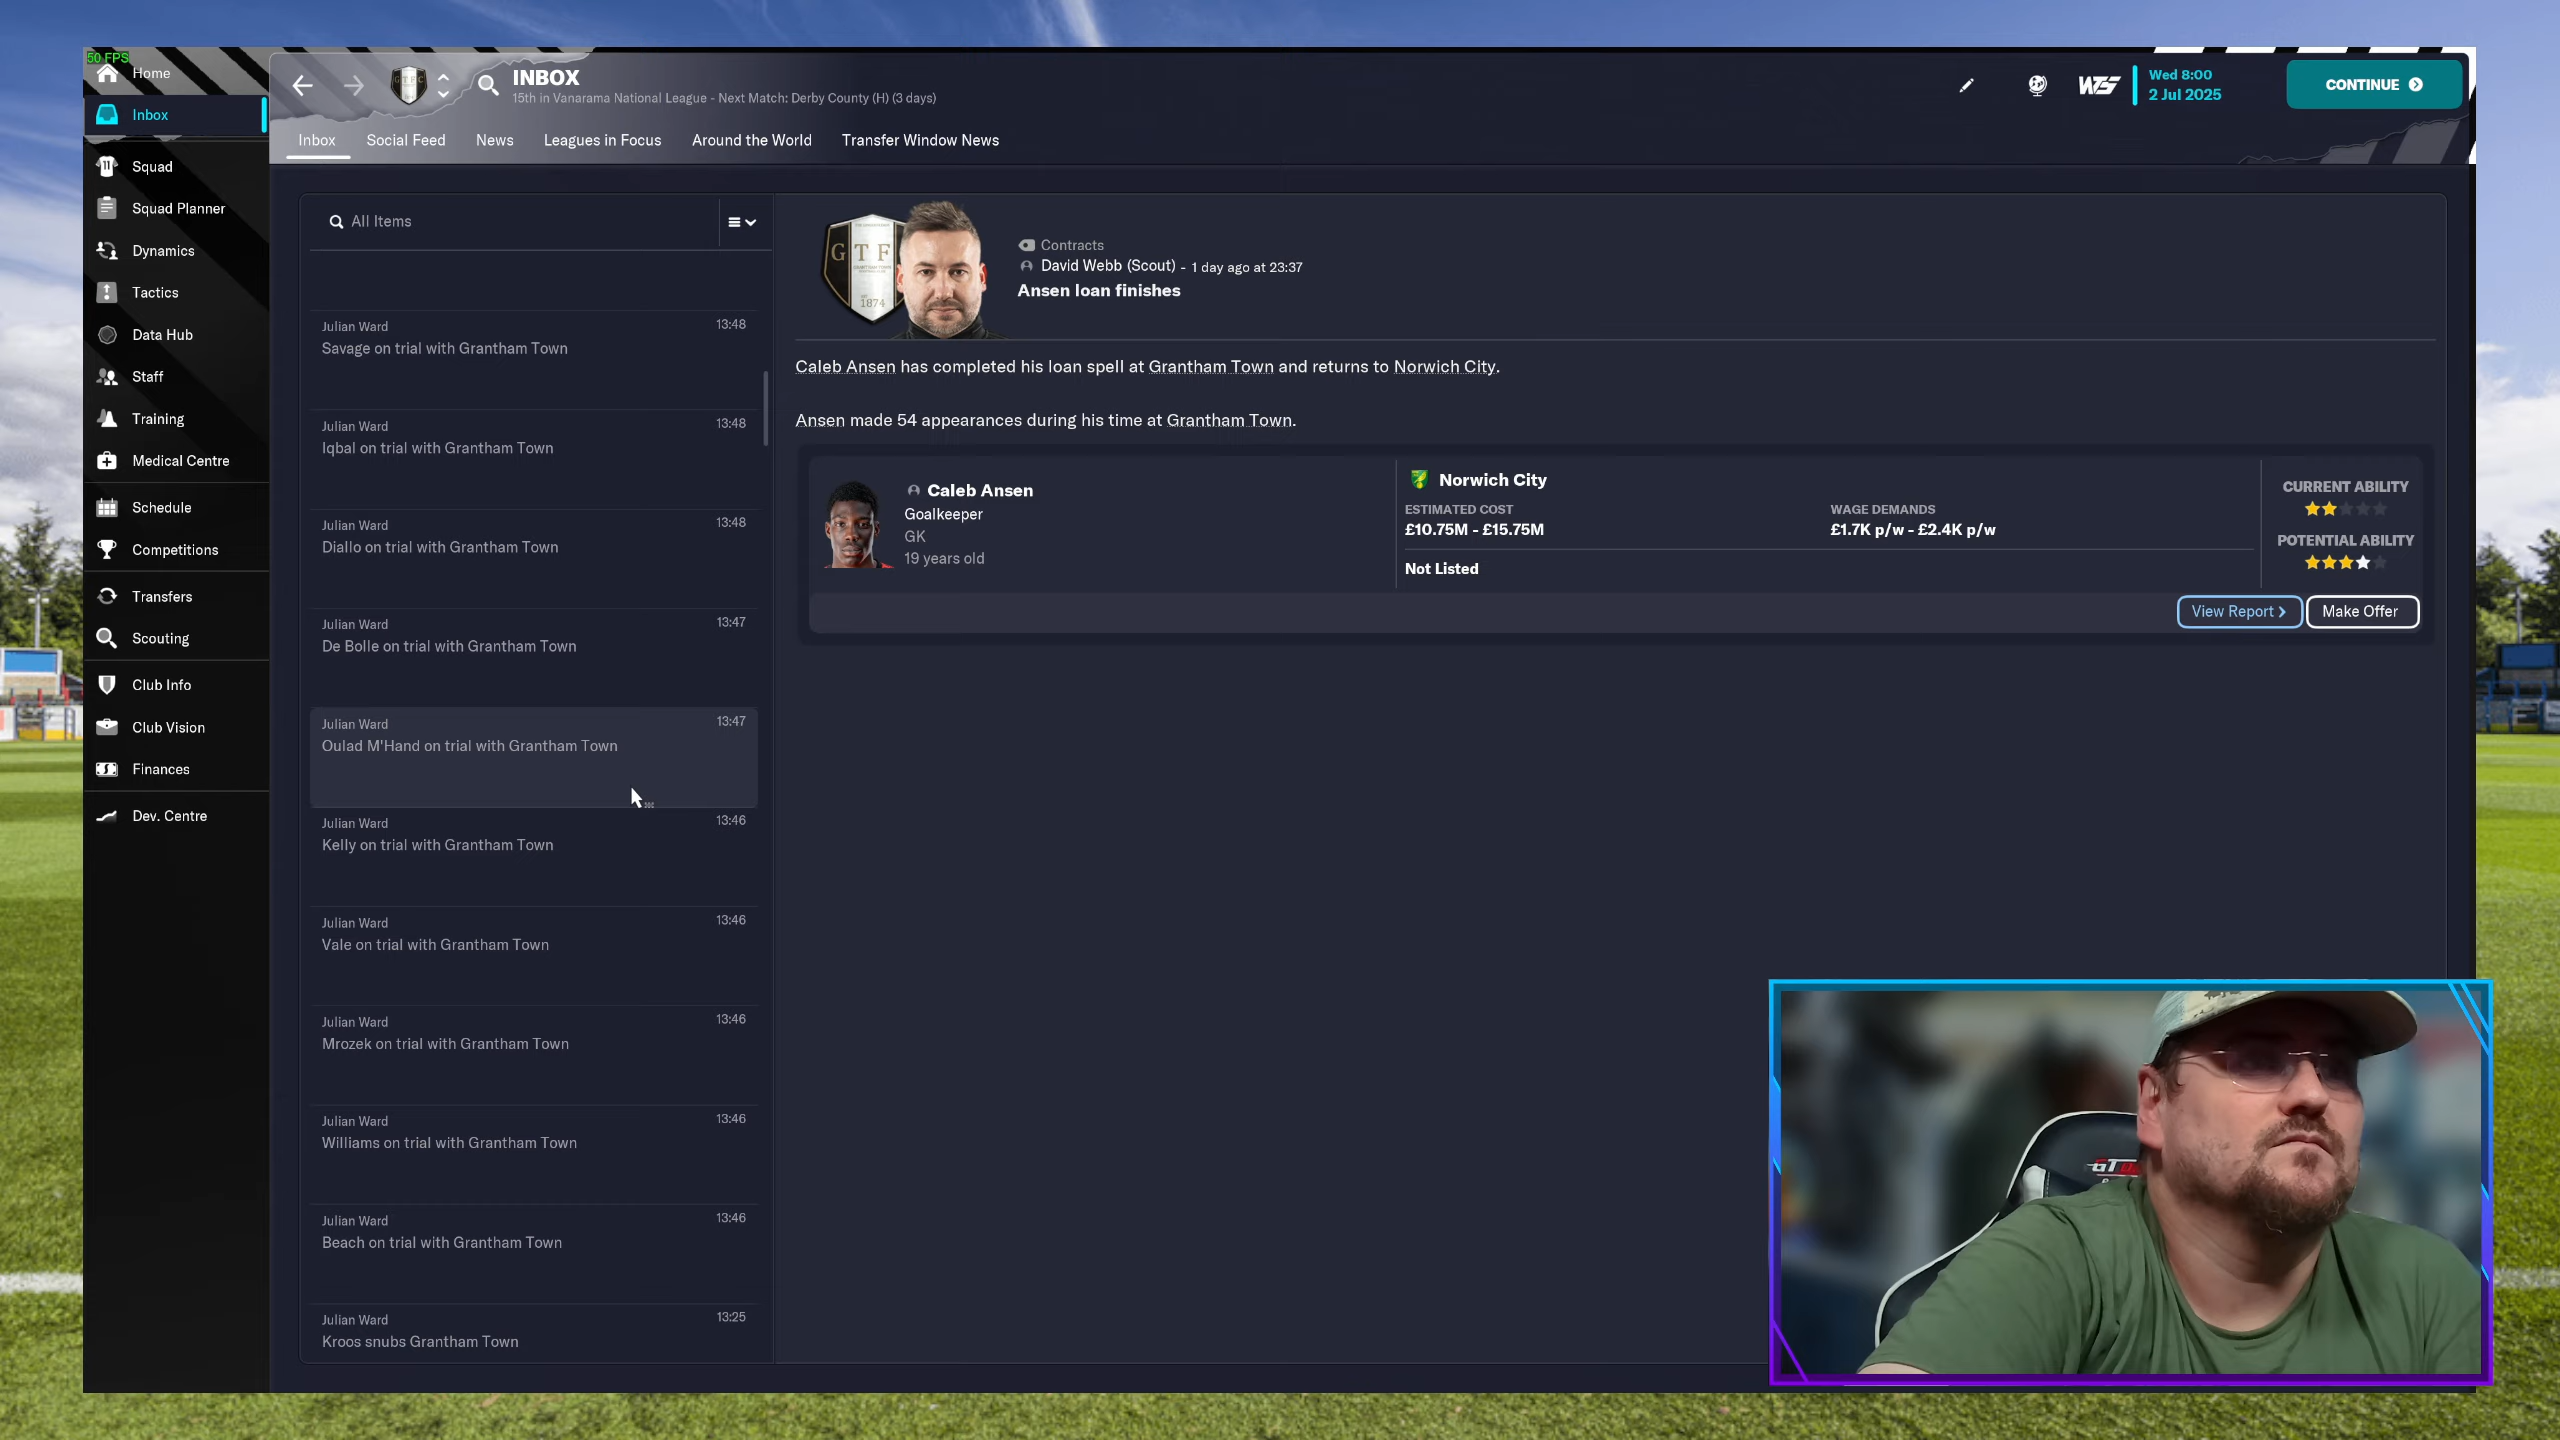 50 FPS
Home
Inbox
Squad
Squad Planner
Dynamics
Tactics
Data Hub
Staff
Training
Medical Centre
Schedule
Competitions
Transfers
Scouting
Club Info
Club Vision
Finances
Dev. Centre
INBOX
15th in Vanarama National League - Next Match: Derby County (H) (3 days)
Wed 8:00
2 Jul 2025
CONTINUE
Inbox Social Feed News Leagues in Focus Around the World Transfer Window News
All Items
Julian Ward 13:48
Savage on trial with Grantham Town
Julian Ward 13:48
Iqbal on trial with Grantham Town
Julian Ward 13:48
Diallo on trial with Grantham Town
Julian Ward 13:47
De Bolle on trial with Grantham Town
Julian Ward 13:47
Oulad M'Hand on trial with Grantham Town
Julian Ward 13:46
Kelly on trial with Grantham Town
Julian Ward 13:46
Vale on trial with Grantham Town
Julian Ward 13:46
Mrozek on trial with Grantham Town
Julian Ward 13:46
Williams on trial with Grantham Town
Julian Ward 13:46
Beach on trial with Grantham Town
Julian Ward 13:25
Kroos snubs Grantham Town
G T F
1874
Contracts
David Webb (Scout) - 1 day ago at 23:37
Ansen loan finishes
Caleb Ansen has completed his loan spell at Grantham Town and returns to Norwich City.
Ansen made 54 appearances during his time at Grantham Town.
Caleb Ansen
Goalkeeper
GK
19 years old
Norwich City
ESTIMATED COST
£10.75M - £15.75M
WAGE DEMANDS
£1.7K p/w - £2.4K p/w
Not Listed
CURRENT ABILITY
POTENTIAL ABILITY
View Report
Make Offer